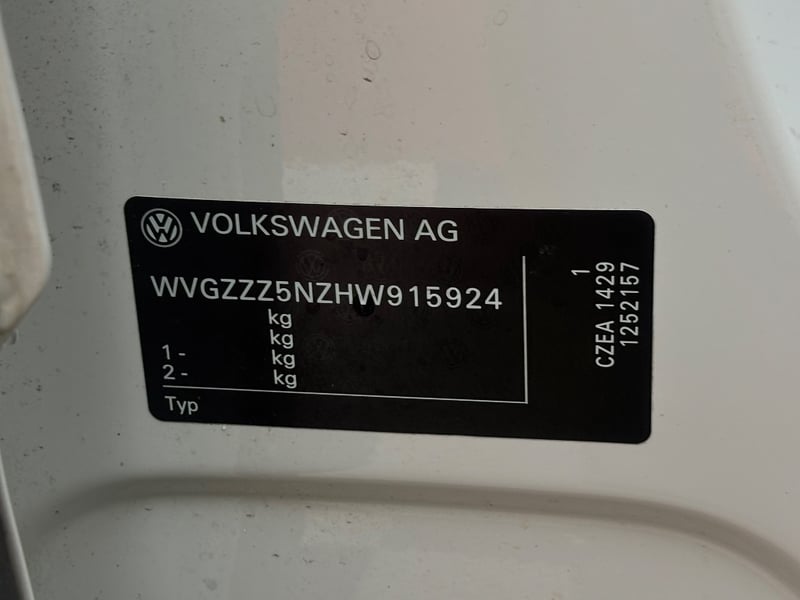 VOLKSWAGEN AG
WVGZZZ5NZHW915924
kg
kg
1 - kg
2 - kg
Typ
1
CZEA 1429
1252157